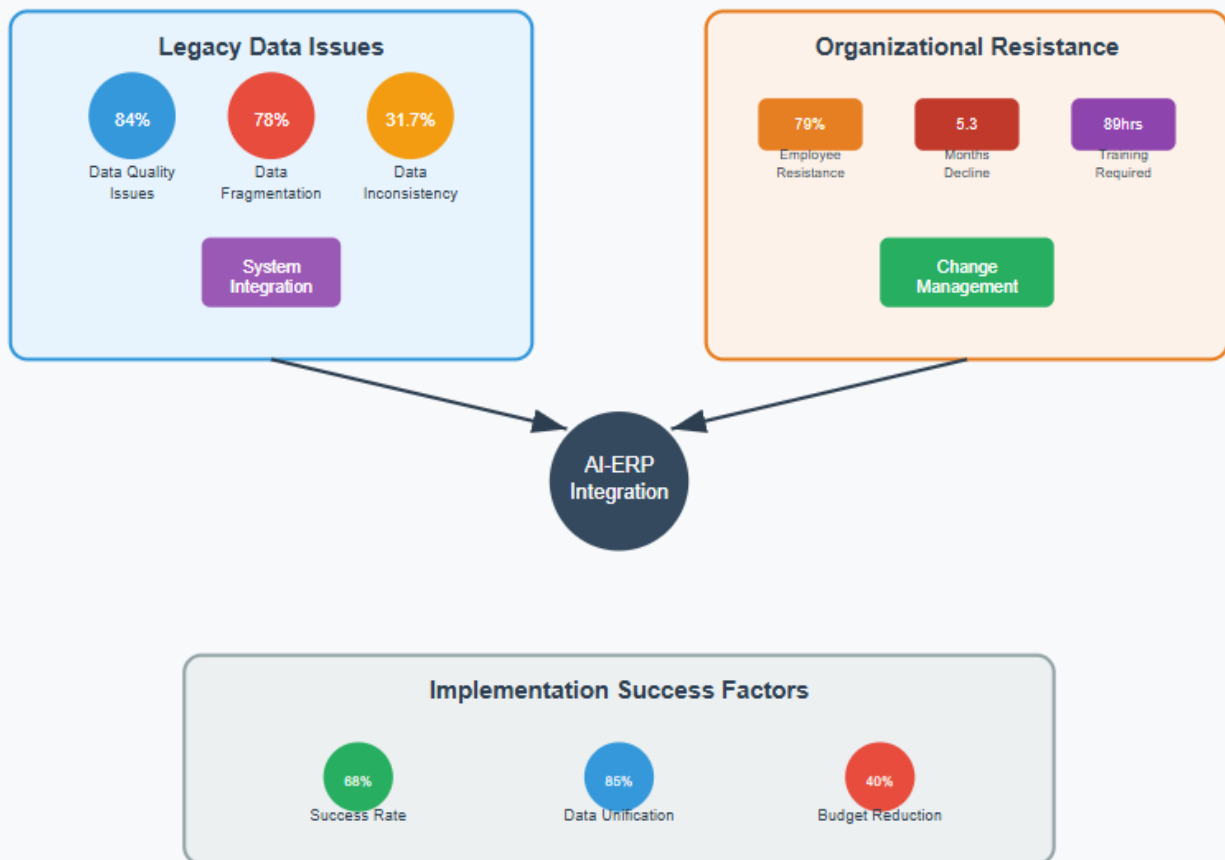 Legacy Data Issues
84%
78%
31.7%
Data Quality
Issues
Data
Fragmentation
Data
Inconsistency
System
Integration
Organizational Resistance
79%
5.3
89hrs
Employee
Resistance
Months
Decline
Training
Required
Change
Management
AI-ERP
Integration
Implementation Success Factors
68%
85%
40%
Success Rate
Data Unification
Budget Reduction